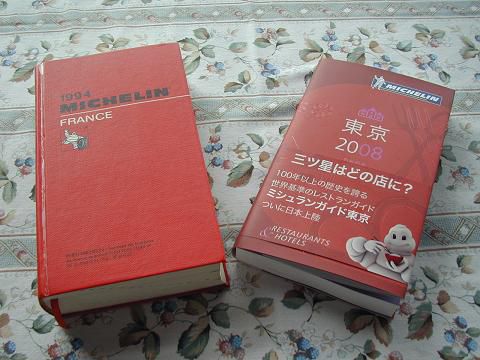 1994
MICHELIN
FRANCE
MICHELIN
東京
2008
三ツ星はどの店に?
100年以上の歴史を誇る
世界基準のレストランガイド
ミシュランガイド東京
ついに日本上陸
RESTAURANTS
& HOTELS